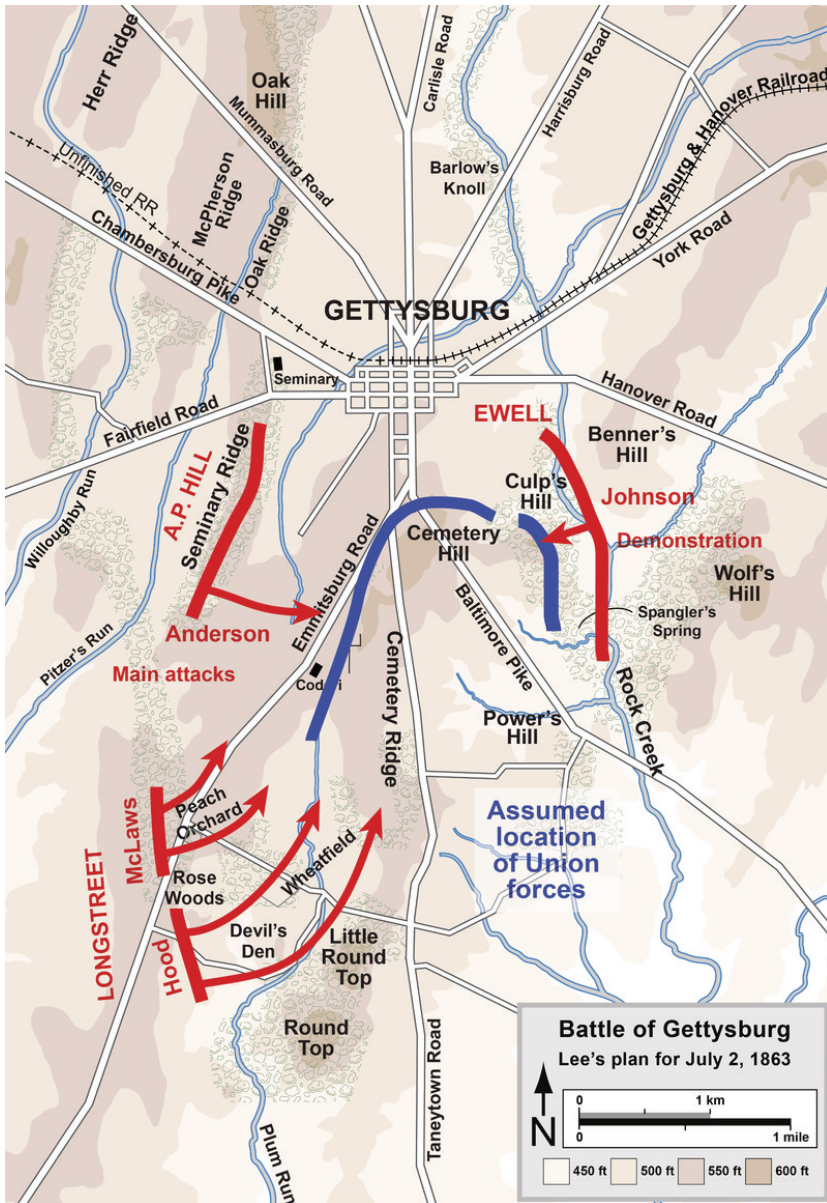 Herr Ridge
Oak
Hill
Mummasburg Road
Carlisle Road
Harrisburg Road
Gettysburg & Hanover Railroad
Unfinished RR
McPherson
Ridge
Barlow's
Knoll
Chambersburg Pike
Oak Ridge
York Road
GETTYSBURG
Seminary
Hanover Road
Fairfield Road
EWELL
Benner's
Hill
A.P. HILL
Seminary Ridge
Culp's
Hill
Johnson
Willoughby Run
Cemetery
Hill
Demonstration
Emmitsburg Road
Wolf's
Hill
Baltimore Pike
Spangler's
Spring
Anderson
Pitzer's Run
Main attacks
Cemetery Ridge
Power's
Hill
Rock Creek
LONGSTREET
McLaws
Peach
Orchard
Assumed
location
of Union
forces
Wheatfield
Rose
Woods
Devil's
Den
Little
Round
Top
Hood
Round
Top
Taneytown Road
Plum Run
Battle of Gettysburg
Lee's plan for July 2, 1863
N
0 1 km
0 1 mile
450 ft 500 ft 550 ft 600 ft